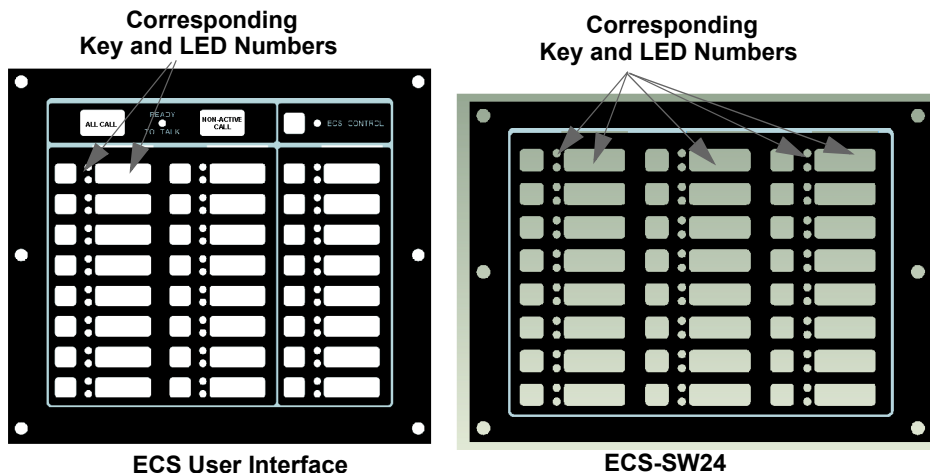 Corresponding
Key and LED Numbers
ALL CALL
READY
TO TALK
NON-ACTIVE
CALL
ECS CONTROL
ECS User Interface
Corresponding
Key and LED Numbers
ECS-SW24